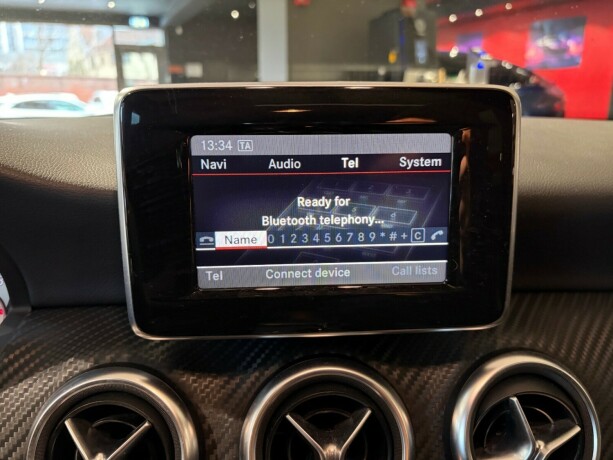 13:34 TA
Navi Audio Tel System
Ready for
Bluetooth telephony...
Name 0 1 2 3 4 5 6 7 8 9 * # + C
Tel Connect device Call lists